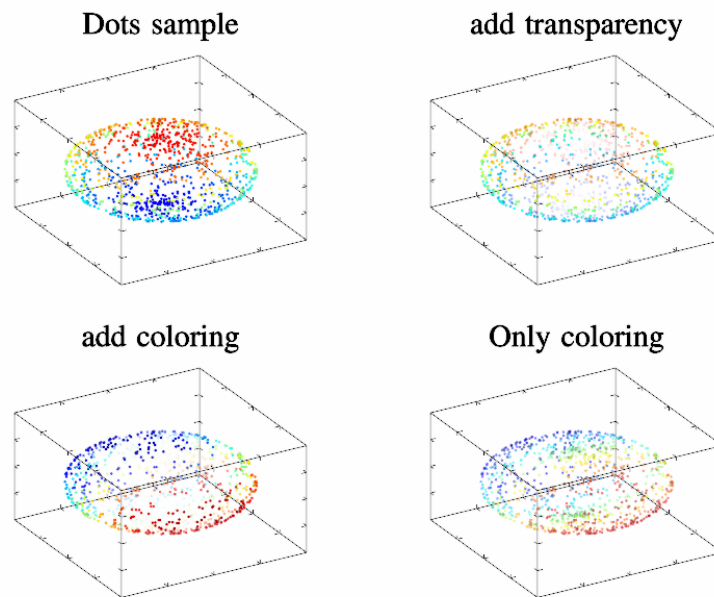 Dots sample
add transparency
add coloring
Only coloring